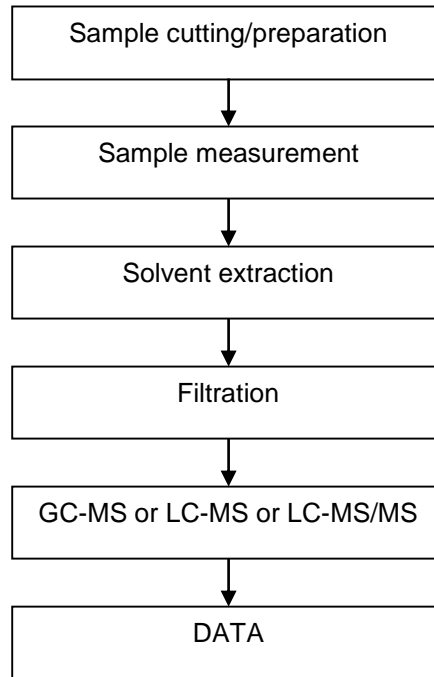 Sample cutting/preparation
Sample measurement
Solvent extraction
Filtration
GC-MS or LC-MS or LC-MS/MS
DATA